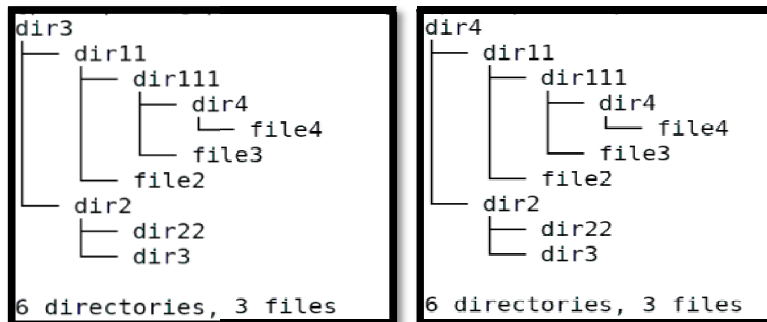 dir3
├── dir11
│   ├── dir111
│   │   ├── dir4
│   │   │   └── file4
│   │   └── file3
│   └── file2
└── dir2
    ├── dir22
    └── dir3
6 directories, 3 files
dir4
├── dir11
│   ├── dir111
│   │   ├── dir4
│   │   │   └── file4
│   │   └── file3
│   └── file2
└── dir2
    ├── dir22
    └── dir3
6 directories, 3 files